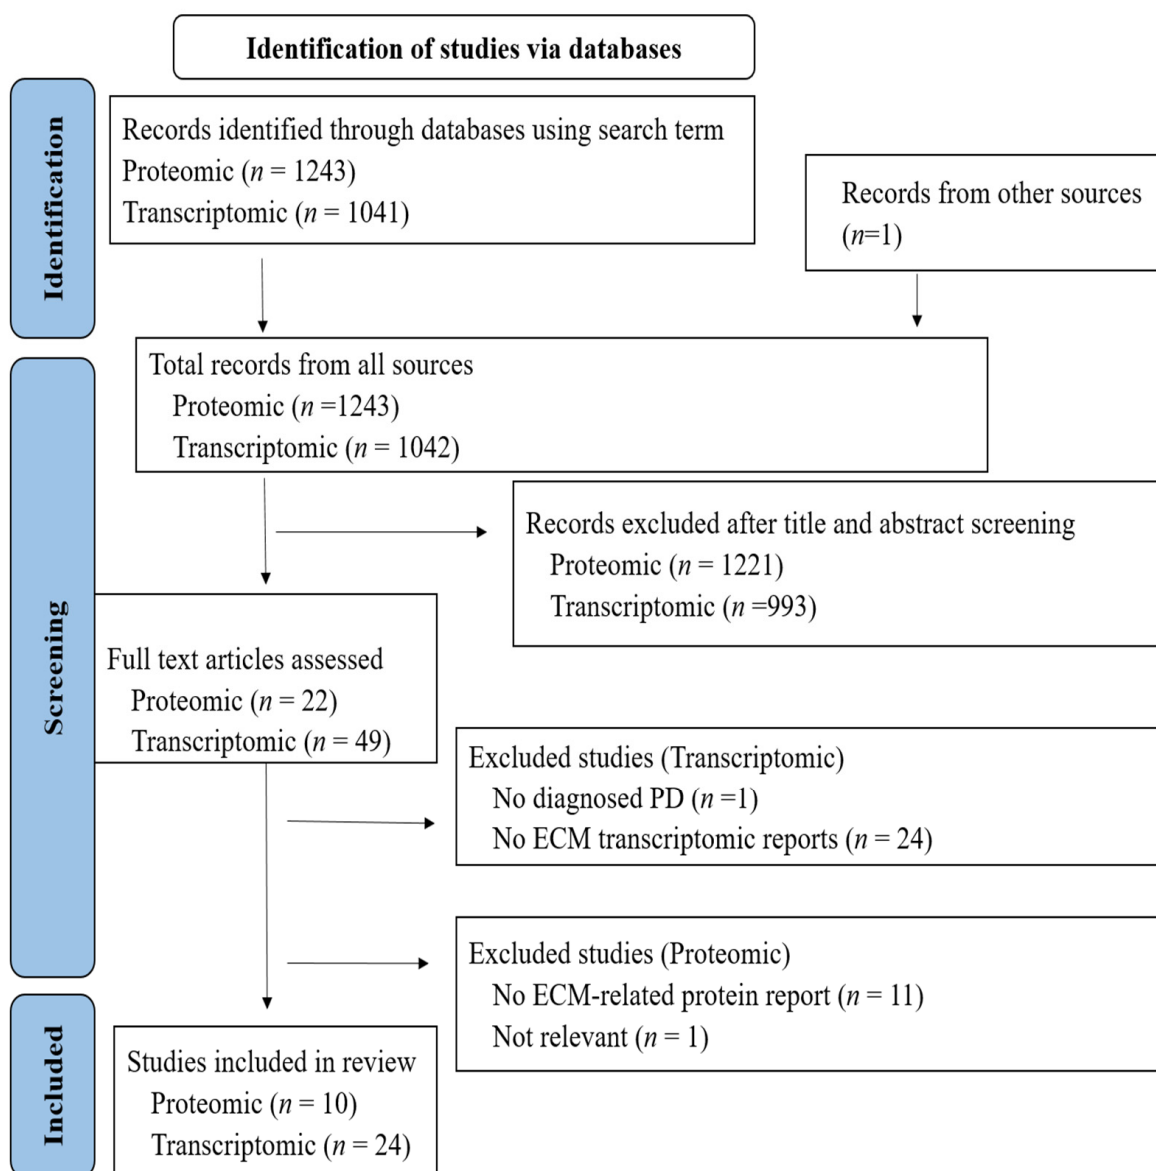 Identification of studies via databases
Identification
Records identified through databases using search term
Proteomic (n = 1243)
Transcriptomic (n = 1041)
Records from other sources
(n=1)
Screening
Total records from all sources
Proteomic (n =1243)
Transcriptomic (n = 1042)
Records excluded after title and abstract screening
Proteomic (n = 1221)
Transcriptomic (n =993)
Full text articles assessed
Proteomic (n = 22)
Transcriptomic (n = 49)
Excluded studies (Transcriptomic)
No diagnosed PD (n =1)
No ECM transcriptomic reports (n = 24)
Excluded studies (Proteomic)
No ECM-related protein report (n = 11)
Not relevant (n = 1)
Included
Studies included in review
Proteomic (n = 10)
Transcriptomic (n = 24)